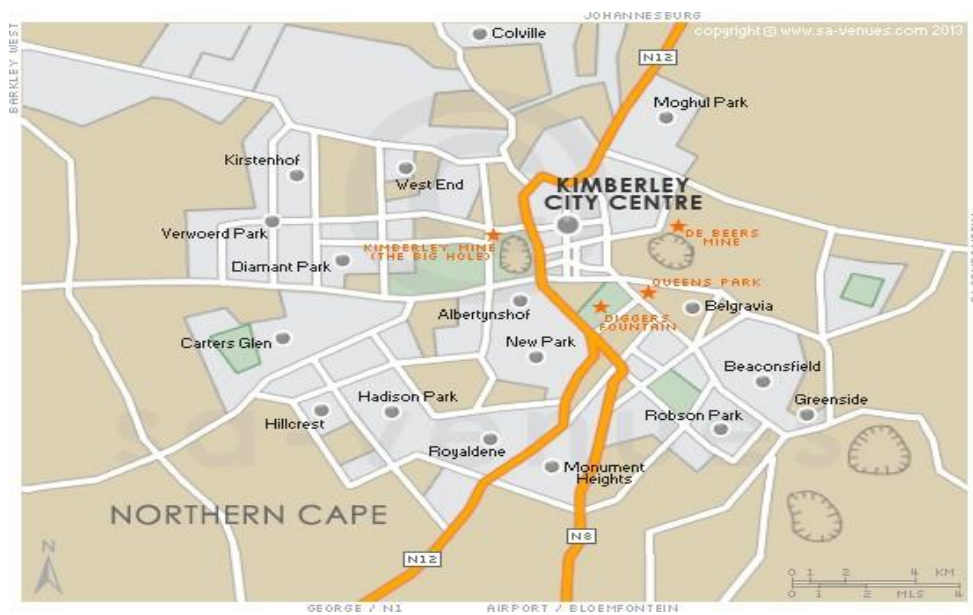 JOHANNESBURG
copyright © www.sa-venues.com 2013
BARKLEY WEST
Colville
N12
Moghul Park
Kirstenhof
West End
KIMBERLEY
CITY CENTRE
Verwoerd Park
KIMBERLEY MINE
(THE BIG HOLE)
DE BEERS
MINE
Diamant Park
QUEENS PARK
Albertynshof
Belgravia
DIGGERS
FOUNTAIN
Carters Glen
New Park
Beaconsfield
Hadison Park
Greenside
Hillcrest
Robson Park
Royaldene
Monument
Heights
sa-venues
NORTHERN CAPE
N
N12
N8
0 1 2 4 KM
0 1 2 MLS 4
GEORGE / N1
AIRPORT / BLOEMFONTEIN